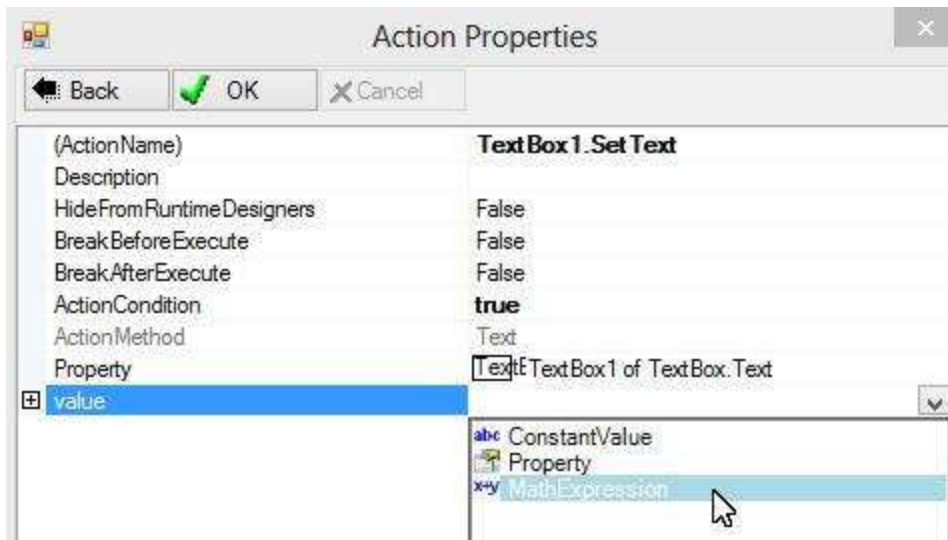 Action Properties
Back OK Cancel
(ActionName) TextBox1.SetText
Description
HideFromRuntimeDesigners False
BreakBeforeExecute False
BreakAfterExecute False
ActionCondition true
ActionMethod Text
Property TextBox1 of TextBox.Text
value
abc ConstantValue
Property
x+y MathExpression